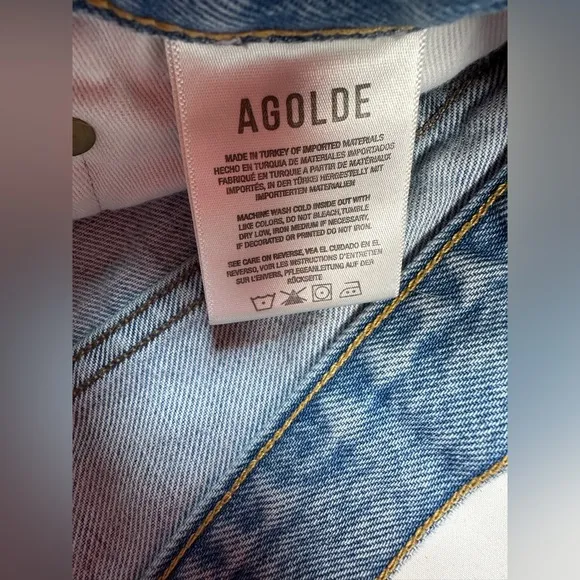 AGOLDE
MADE IN TURKEY OF IMPORTED MATERIALS
HECHO EN TURQUIA DE MATERIALES IMPORTADO
FABRIQUÉ EN TURQUIE A PARTIR DE MATÉRIAUX
IMPORTÉS, IN DER TÜRKEI HERGESTELLT MIT
IMPORTIERTEN MATERIALIEN
MACHINE WASH COLD INSIDE OUT WITH
LIKE COLORS, DO NOT BLEACH, TUMBLE
DRY LOW, IRON MEDIUM IF NECESSARY,
IF DECORATED OR PRINTED DO NOT IRON.
SEE CARE ON REVERSE, VEA EL CUIDADO EN EL
REVERSO, VOIR LES INSTRUCTIONS D'ENTRETIEN
SUR L'ENVERS, PFLEGEANLEITUNG AUF DER
RÜCKSEITE